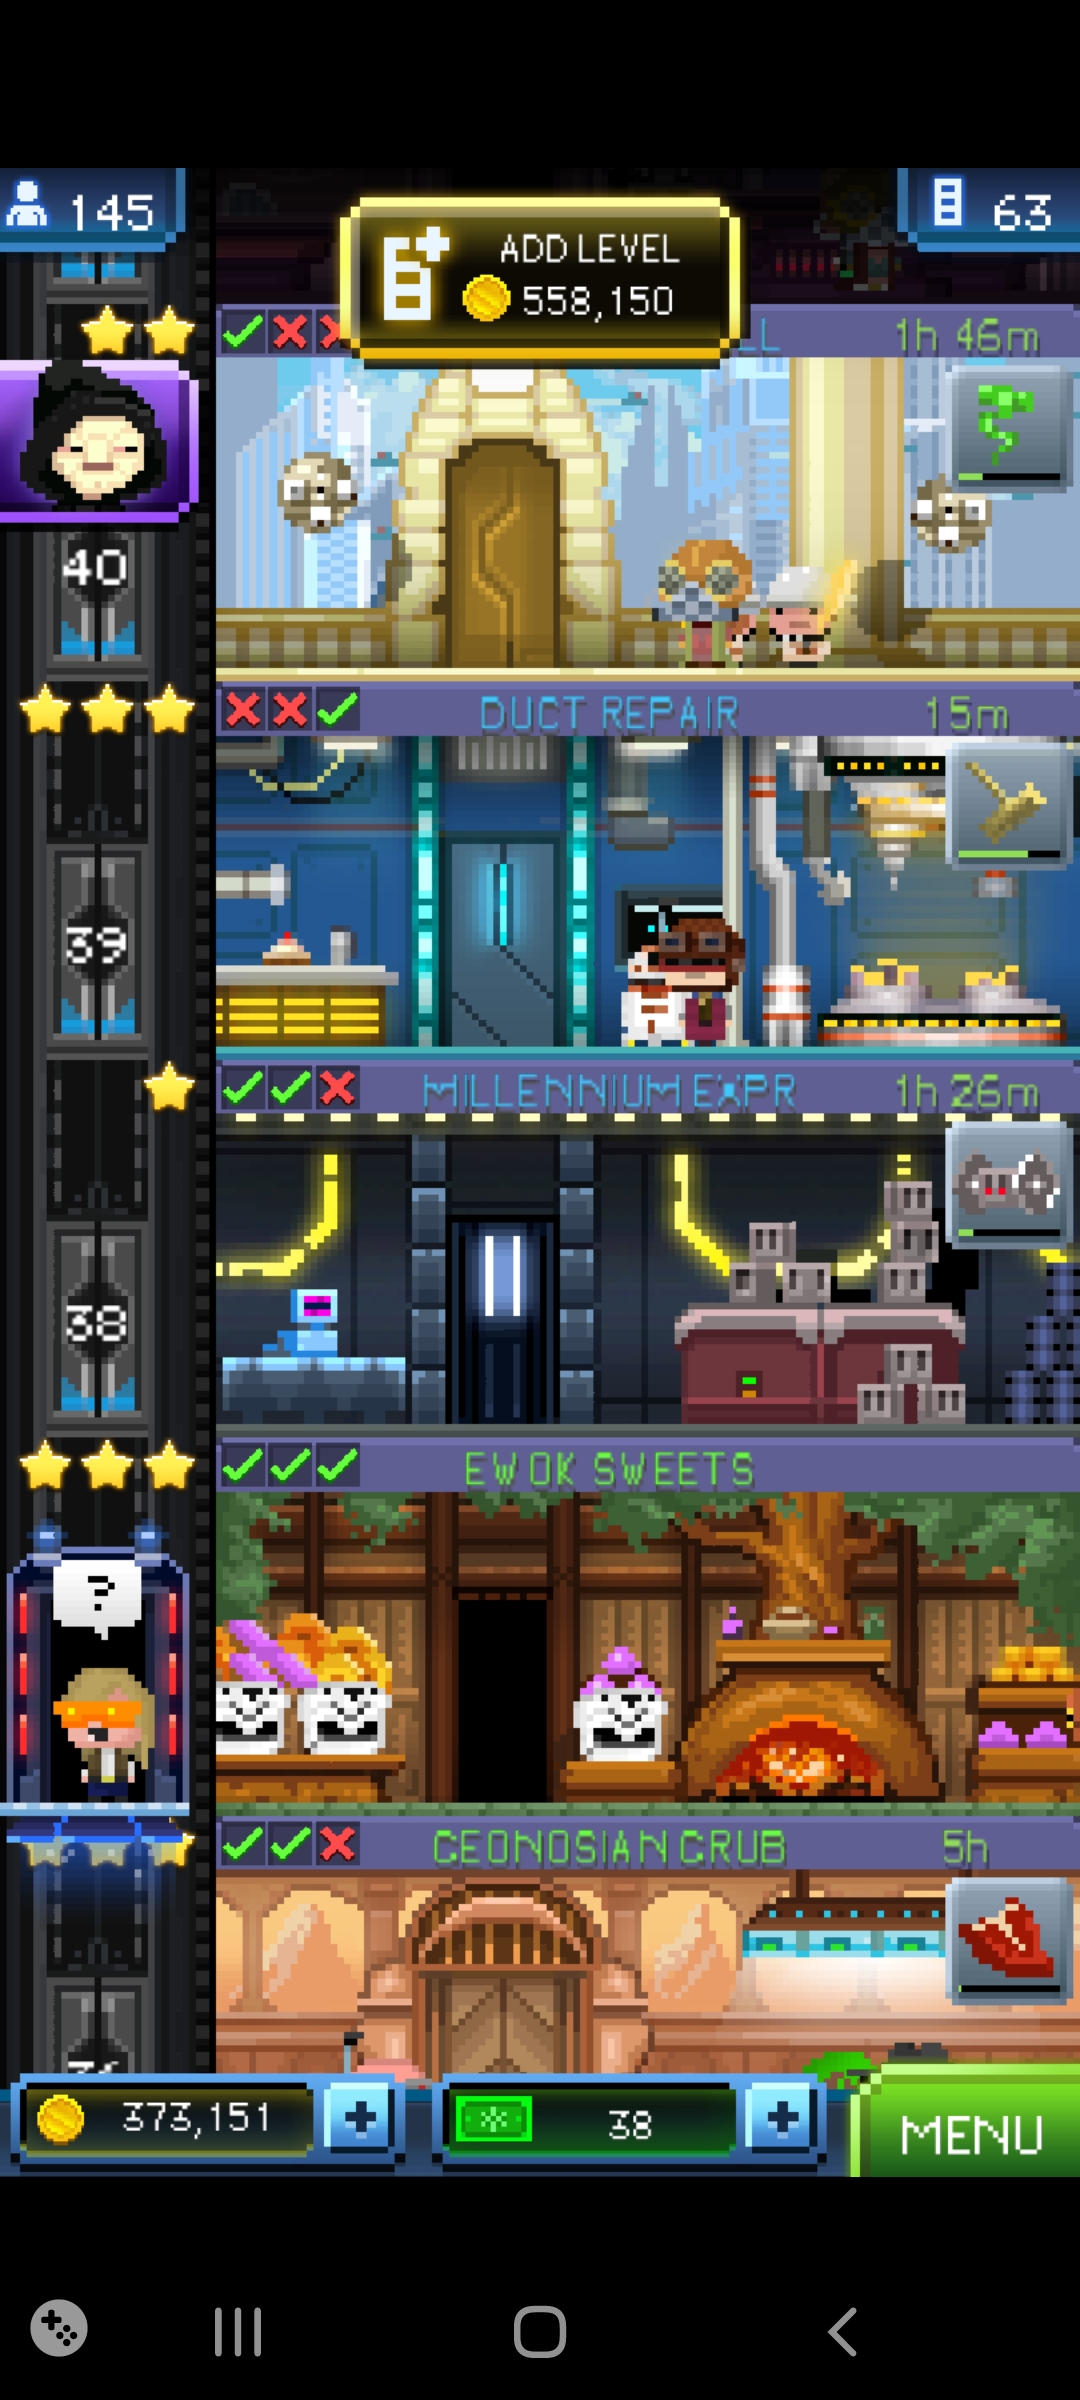 145
63
ADD LEVEL
558,150
LL
1h 46m
40
DUCT REPAIR
15m
39
MILLENNIUM EXPR
1h 26m
38
EWOK SWEETS
?
GEONOSIAN GRUB
5h
373,151
38
MENU